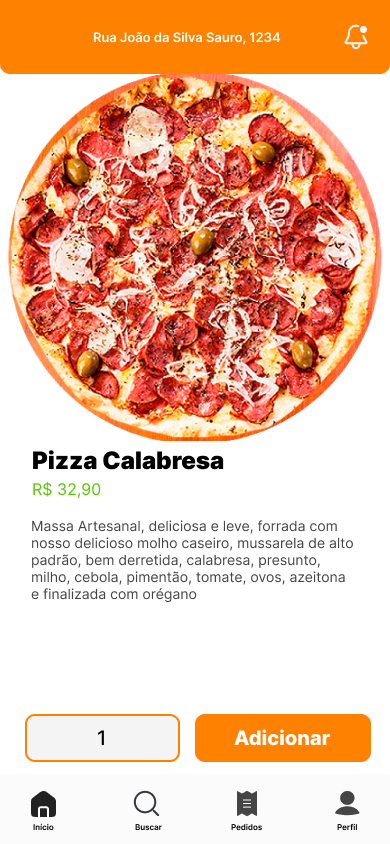 Rua João da Silva Sauro, 1234
Pizza Calabresa
R$ 32,90
Massa Artesanal, deliciosa e leve, forrada com
nosso delicioso molho caseiro, mussarela de alto
padrão, bem derretida, calabresa, presunto,
milho, cebola, pimentão, tomate, ovos, azeitona
e finalizada com orégano
1
Adicionar
Início
Buscar
Pedidos
Perfil